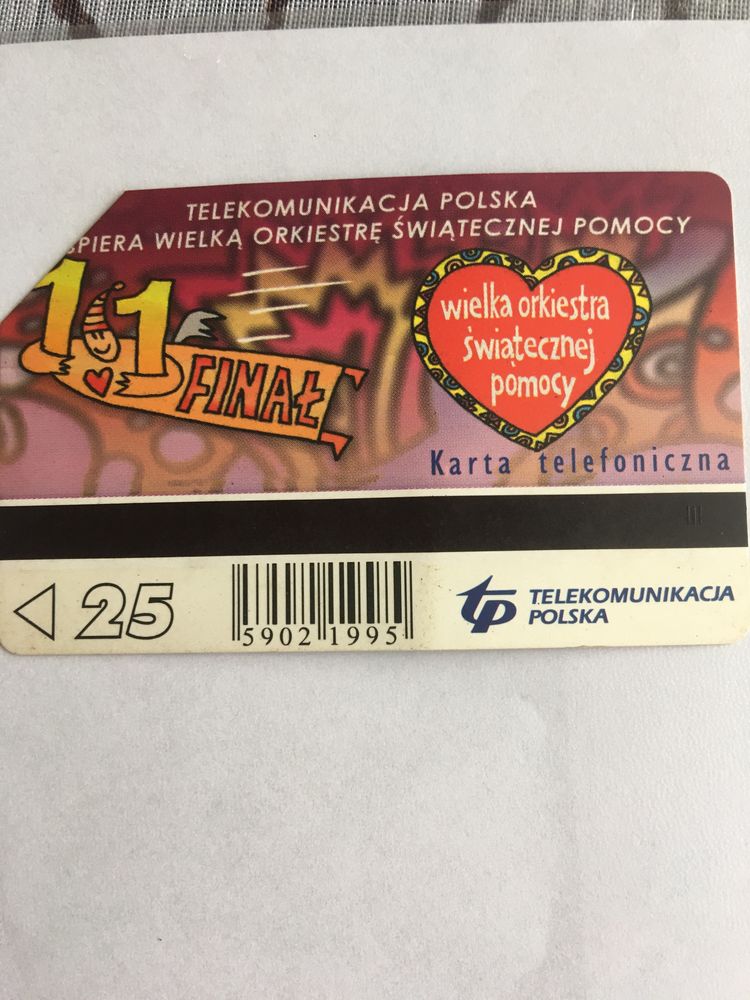 TELEKOMUNIKACJA POLSKA
SPIERA WIELKĄ ORKIESTRĘ ŚWIĄTECZNEJ POMOCY
11
FINAŁ
wielka orkiestra
świątecznej
pomocy
Karta telefoniczna
25
5902 1995
TELEKOMUNIKACJA
POLSKA